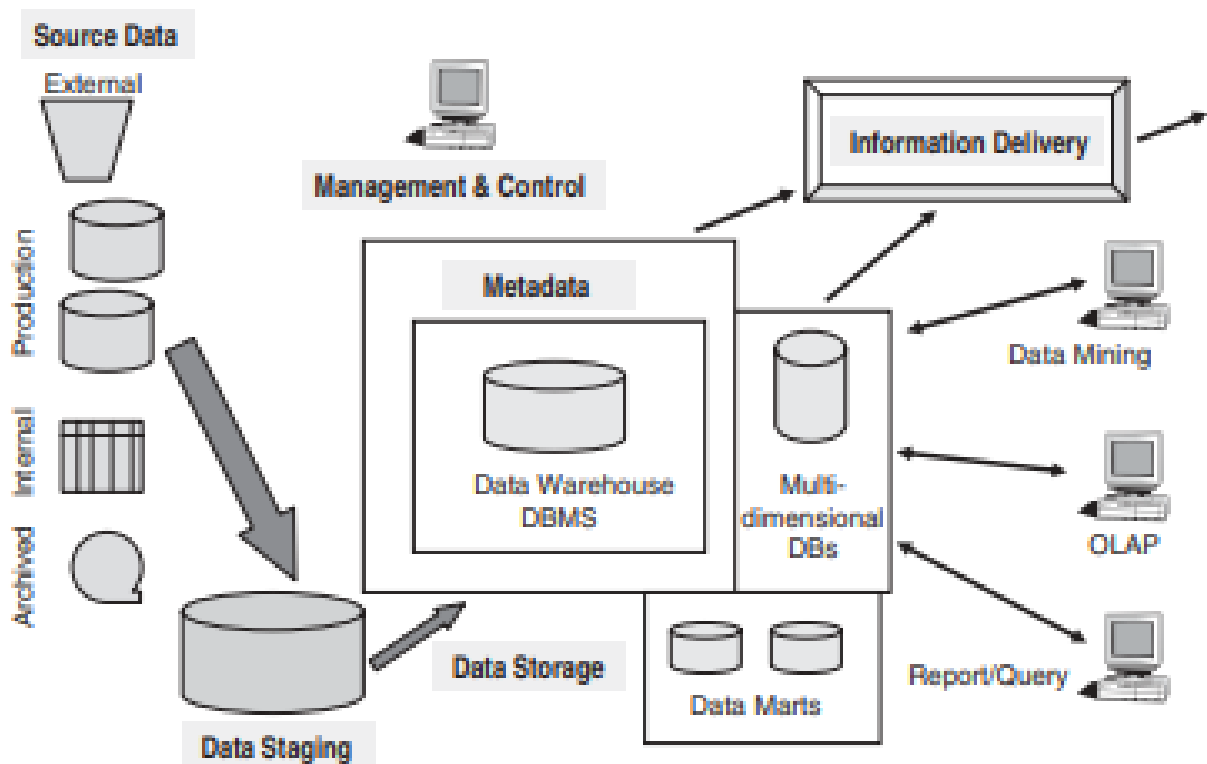 Source Data
External
Production
Internal
Archived
Management & Control
Information Delivery
Metadata
Data Warehouse
DBMS
Multi-
dimensional
DBs
Data Mining
OLAP
Report/Query
Data Storage
Data Marts
Data Staging